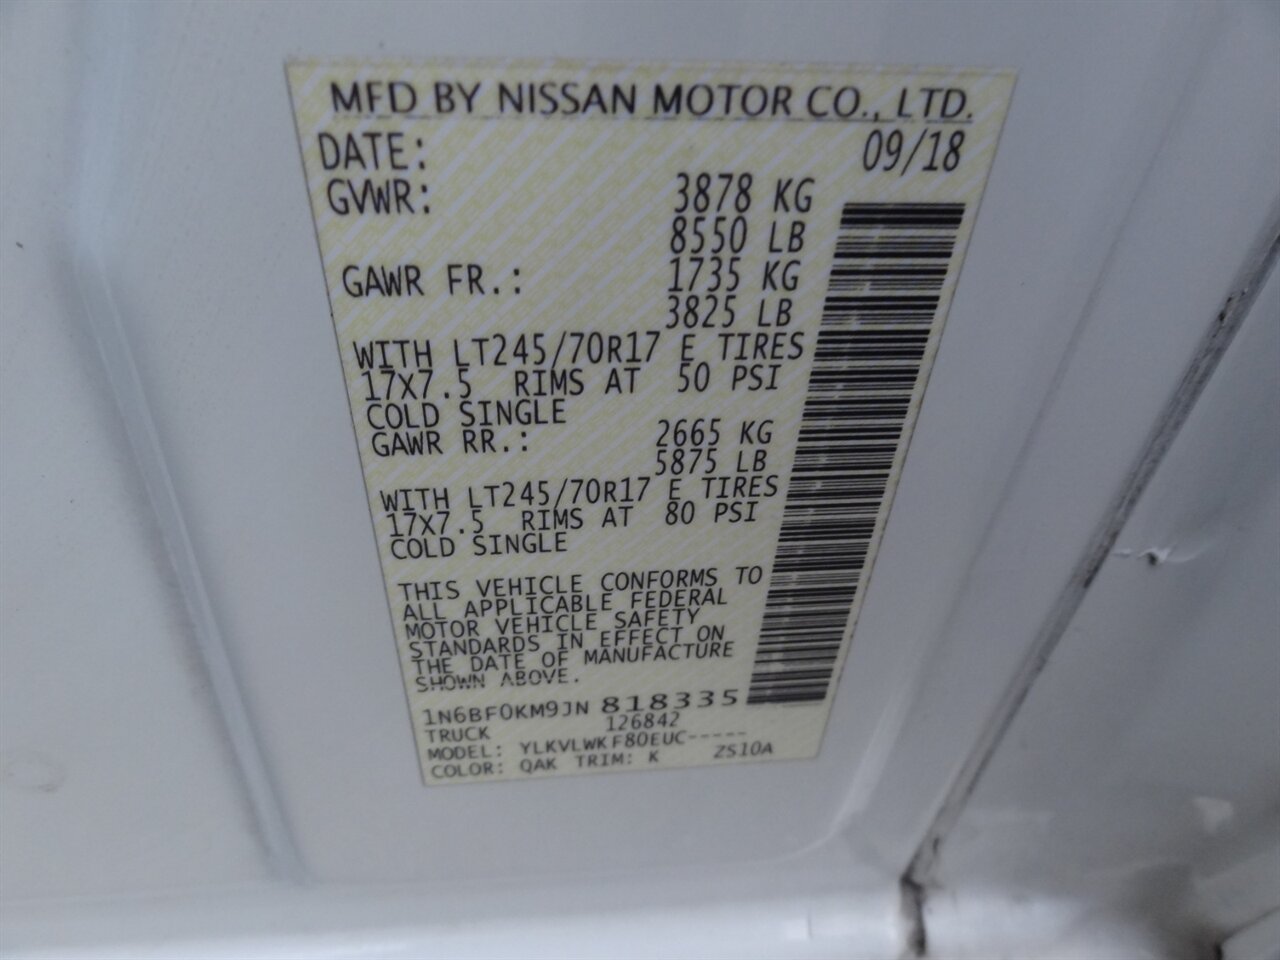 MFD BY NISSAN MOTOR CO., LTD.
DATE: 09/18
GVWR: 3878 KG
8550 LB
GAWR FR.: 1735 KG
3825 LB
WITH LT245/70R17 E TIRES
17X7.5 RIMS AT 50 PSI
COLD SINGLE
GAWR RR.: 2665 KG
5875 LB
WITH LT245/70R17 E TIRES
17X7.5 RIMS AT 80 PSI
COLD SINGLE
THIS VEHICLE CONFORMS TO
ALL APPLICABLE FEDERAL
MOTOR VEHICLE SAFETY
STANDARDS IN EFFECT ON
THE DATE OF MANUFACTURE
SHOWN ABOVE.
1N6BF0KM9JN 818335
TRUCK 126842
MODEL: YLKVLWKF80EUC-----
COLOR: QAK TRIM: K ZS10A